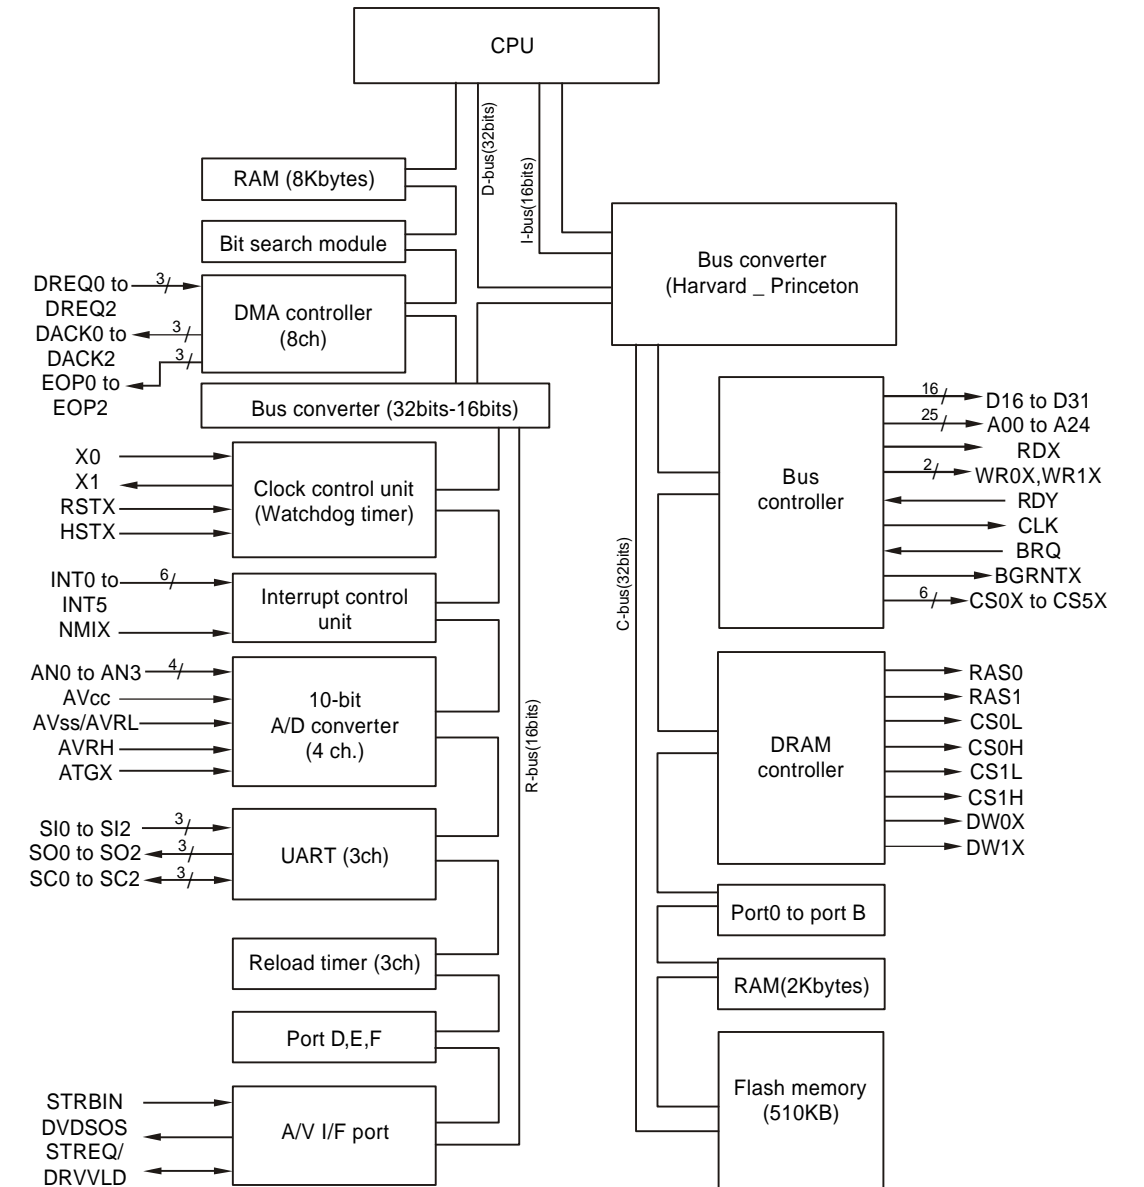 CPU
D-bus(32bits)
I-bus(16bits)
RAM (8Kbytes)
Bit search module
DREQ0 to
DREQ2
3/
DACK0 to
DACK2
3/
EOP0 to
EOP2
3/
DMA controller
(8ch)
Bus converter
(Harvard _ Princeton
Bus converter (32bits-16bits)
X0
X1
RSTX
HSTX
Clock control unit
(Watchdog timer)
INT0 to
INT5
6/
NMIX
Interrupt control
unit
AN0 to AN3
4/
AVcc
AVss/AVRL
AVRH
ATGX
10-bit
A/D converter
(4 ch.)
R-bus(16bits)
SI0 to SI2
3/
SO0 to SO2
3/
SC0 to SC2
3/
UART (3ch)
Reload timer (3ch)
Port D,E,F
STRBIN
DVDSOS
STREQ/
DRVVLD
A/V I/F port
C-bus(32bits)
Bus
controller
16/
D16 to D31
25/
A00 to A24
RDX
2/
WR0X,WR1X
RDY
CLK
BRQ
BGRNTX
6/
CS0X to CS5X
DRAM
controller
RAS0
RAS1
CS0L
CS0H
CS1L
CS1H
DW0X
DW1X
Port0 to port B
RAM(2Kbytes)
Flash memory
(510KB)